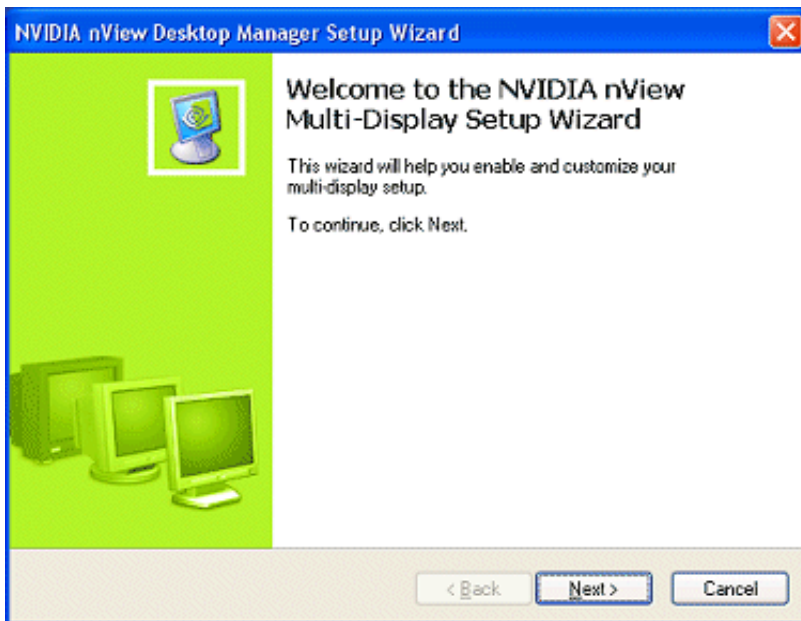 NVIDIA nView Desktop Manager Setup Wizard
Welcome to the NVIDIA nView
Multi-Display Setup Wizard
This wizard will help you enable and customize your
multi-display setup.
To continue, click Next.
< Back
Next >
Cancel